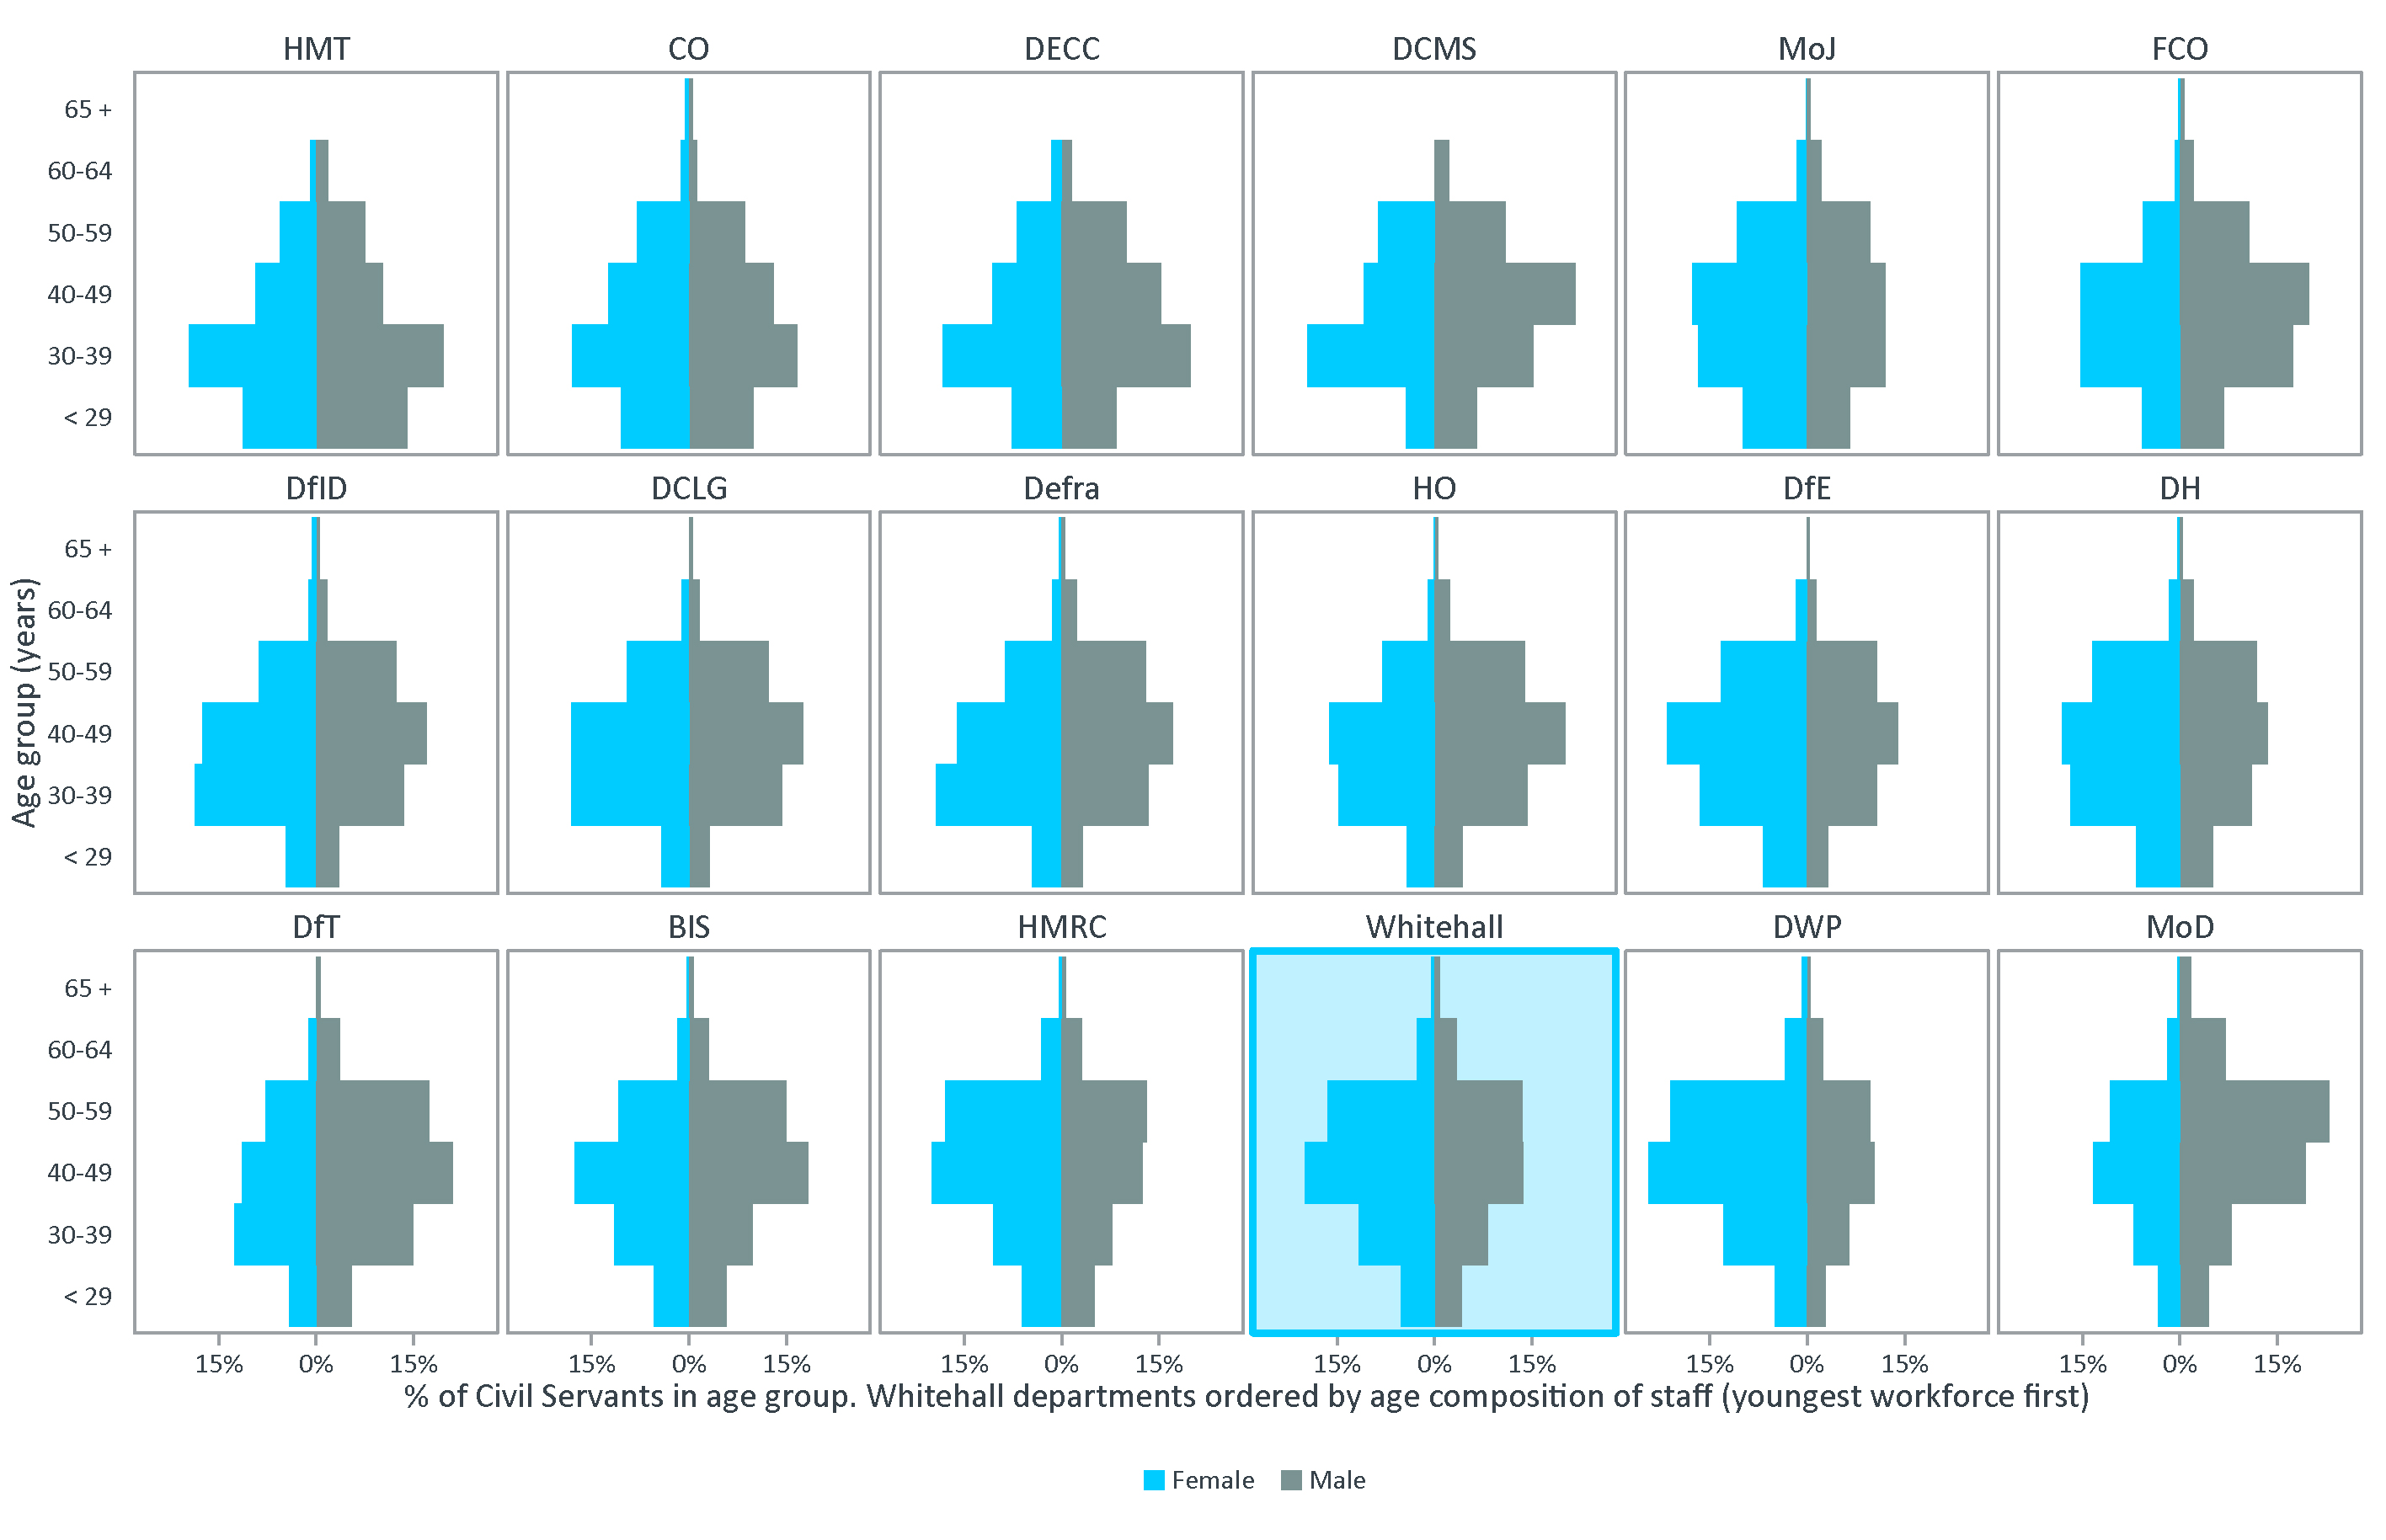 HMT CO DECC DCMS MoJ FCO
65 +
60-64
50-59
40-49
30-39
< 29
DfID DCLG Defra HO DfE DH
Age group (years)
65 +
60-64
50-59
40-49
30-39
< 29
DfT BIS HMRC Whitehall DWP MoD
65 +
60-64
50-59
40-49
30-39
< 29
15% 0% 15% 15% 0% 15% 15% 0% 15% 15% 0% 15% 15% 0% 15% 15% 0% 15%
% of Civil Servants in age group. Whitehall departments ordered by age composition of staff (youngest workforce first)
Female Male